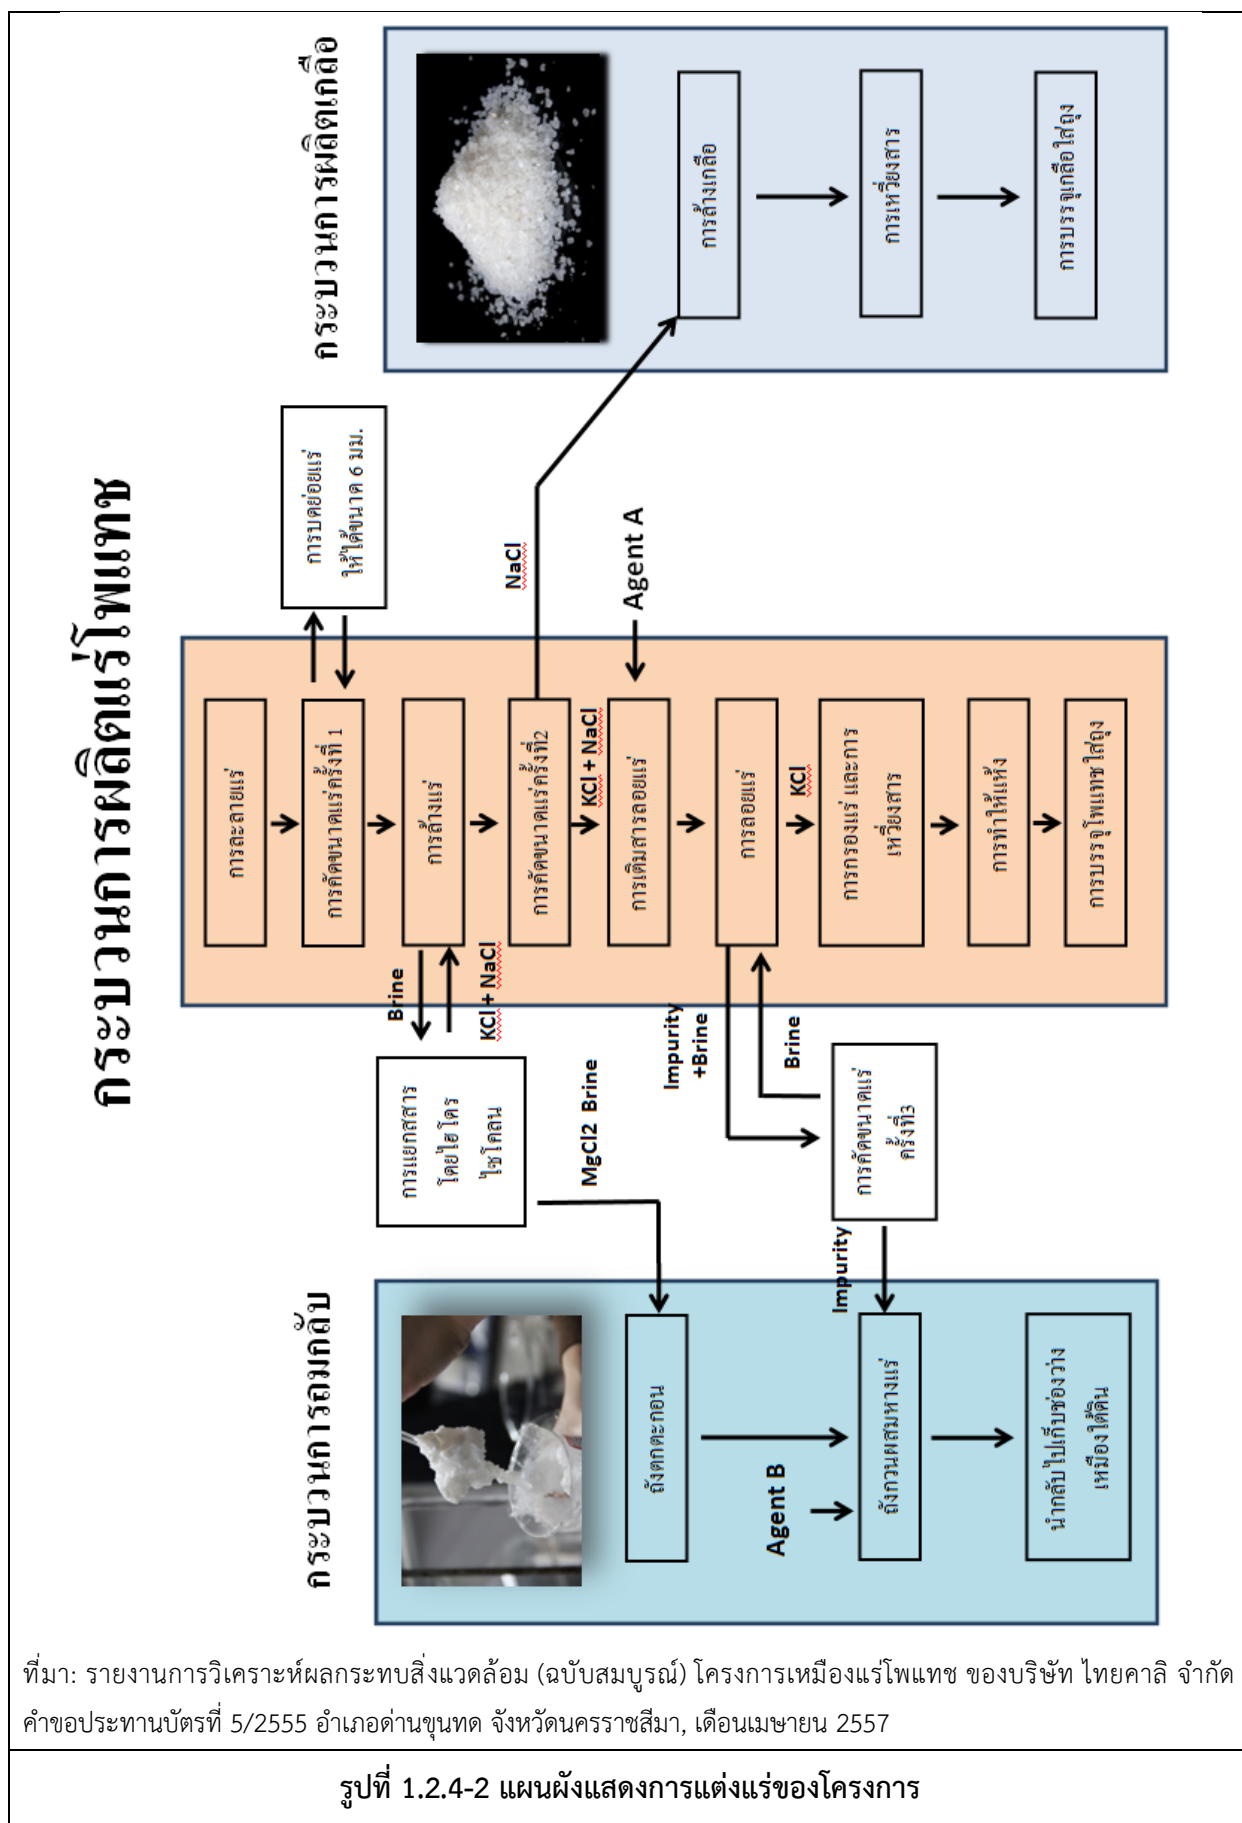 กระบวนการผลิตแร่โพแทช
กระบวนการถมกลับ
ถังตกตะกอน
Agent B
ถังกวนผสมหางแร่
นำกลับไปเก็บช่องว่าง
เหมืองใต้ดิน
การแยกสสาร
โดยไฮโดร
ไซโคลน
MgCl2 Brine
Brine
KCl + NaCl
Impurity
+Brine
Brine
การคัดขนาดแร่
ครั้งที่3
Impurity
การละลายแร่
การคัดขนาดแร่ครั้งที่ 1
การล้างแร่
การคัดขนาดแร่ครั้งที่2
KCl + NaCl
การเติมสารลอยแร่
การลอยแร่
KCl
การกรองแร่ และการ
เหวี่ยงสาร
การทำให้แห้ง
การบรรจุโพแทชใส่ถุง
การบดย่อยแร่
ให้ได้ขนาด 6 มม.
NaCl
Agent A
กระบวนการผลิตเกลือ
การล้างเกลือ
การเหวี่ยงสาร
การบรรจุเกลือใส่ถุง
ที่มา: รายงานการวิเคราะห์ผลกระทบสิ่งแวดล้อม (ฉบับสมบูรณ์) โครงการเหมืองแร่โพแทช ของบริษัท ไทยคาลิ จำกัด
คำขอประทานบัตรที่ 5/2555 อำเภอด่านขุนทด จังหวัดนครราชสีมา, เดือนเมษายน 2557
รูปที่ 1.2.4-2 แผนผังแสดงการแต่งแร่ของโครงการ